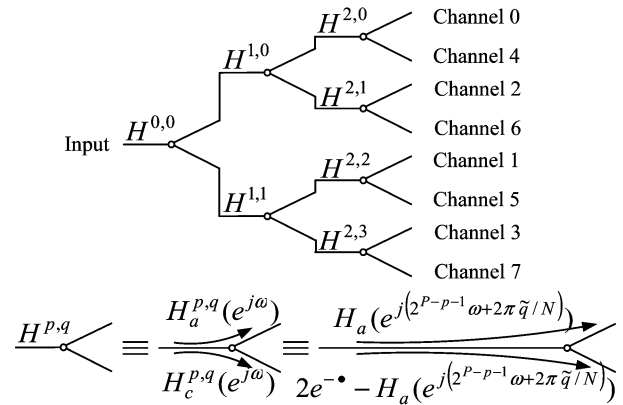 H^{2,0} Channel 0
H^{1,0} Channel 4
H^{2,1} Channel 2
Channel 6
Input H^{0,0}
H^{2,2} Channel 1
H^{1,1} Channel 5
H^{2,3} Channel 3
Channel 7
H^{p,q} ≡ H_a^{p,q}(e^{jω}) ≡ H_a(e^{j(2^{P-p-1}ω+2π q̃/N)})
H_c^{p,q}(e^{jω}) 2e^{-•} - H_a(e^{j(2^{P-p-1}ω+2π q̃/N)})